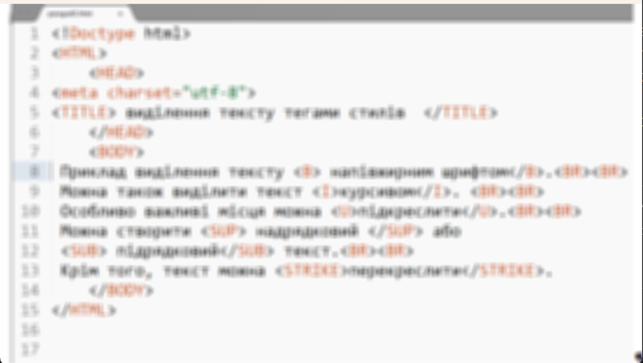 1 <!Doctype html>
2 <HTML>
3 <HEAD>
4 <meta charset="utf-8">
5 <TITLE> виділення тексту тегами стилів </TITLE>
6 </HEAD>
7 <BODY>
8 Приклад виділення тексту <B> напівжирним шрифтом</B>.<BR><BR>
9 Можна також виділити текст <I>курсивом</I>. <BR><BR>
10 Особливо важливі місця можна <U>підкреслити</U>.<BR><BR>
11 Можна створити <SUP> надрядковий </SUP> або
12 <SUB> підрядковий</SUB> текст.<BR><BR>
13 Крім того, текст можна <STRIKE>перекреслити</STRIKE>.
14 </BODY>
15 </HTML>
16
17